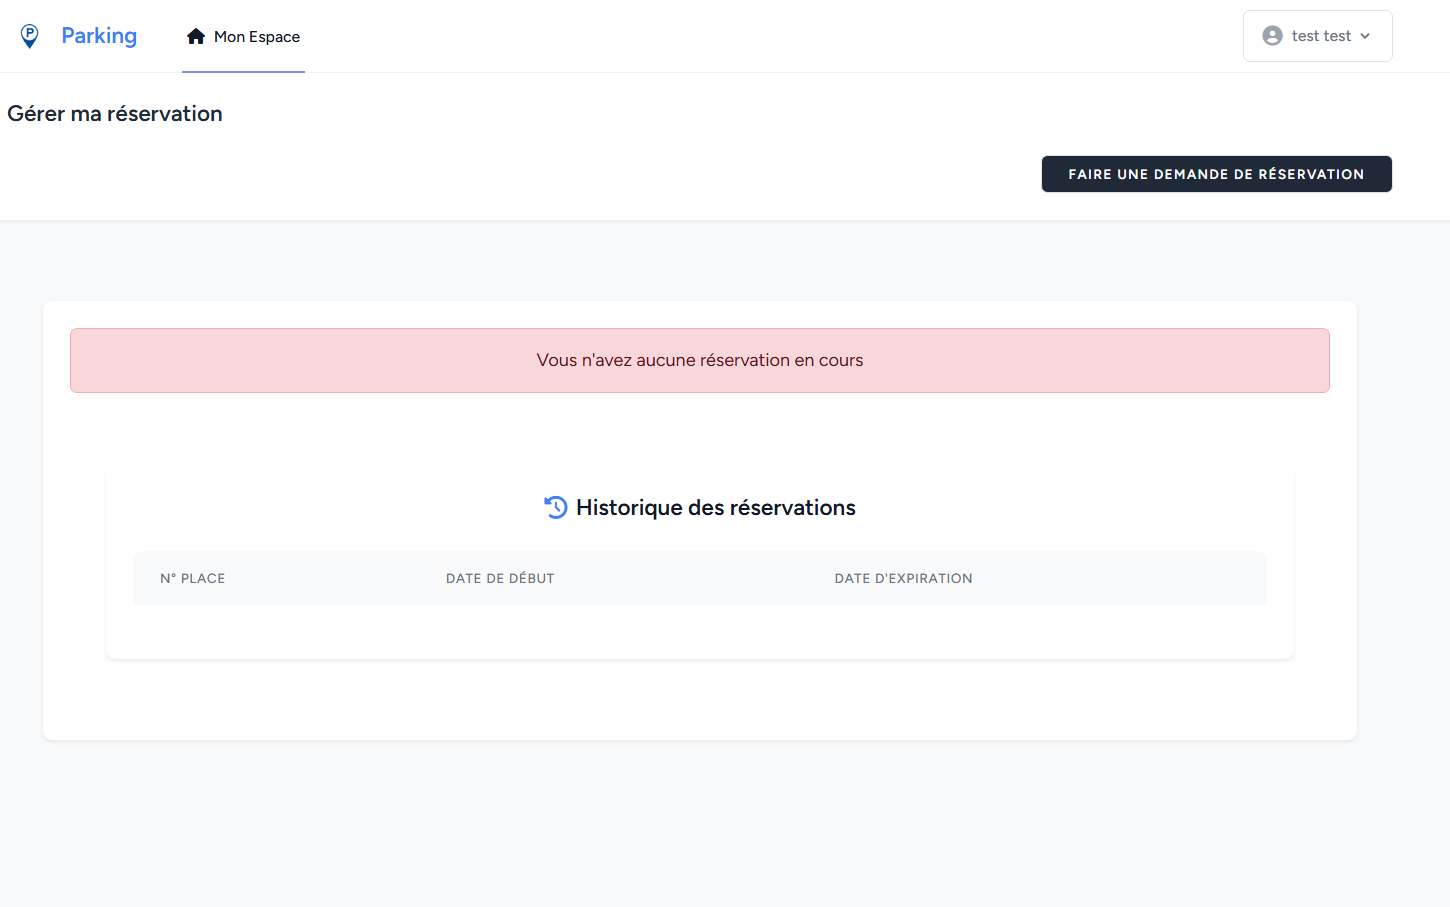 P
Parking
Mon Espace
test test
Gérer ma réservation
FAIRE UNE DEMANDE DE RÉSERVATION
Vous n'avez aucune réservation en cours
Historique des réservations
N° PLACE
DATE DE DÉBUT
DATE D'EXPIRATION